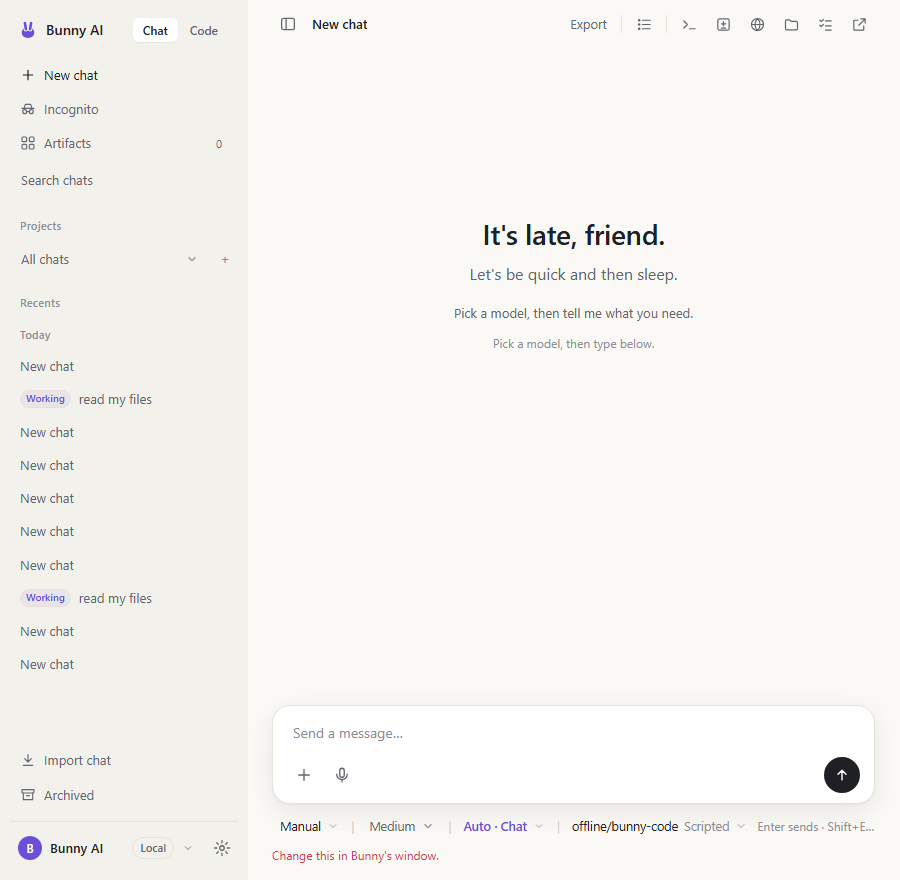 Bunny AI
Chat
Code
New chat
Incognito
Artifacts
0
Search chats
Projects
All chats
+
Recents
Today
New chat
Working read my files
New chat
New chat
New chat
New chat
New chat
Working read my files
New chat
New chat
Import chat
Archived
B Bunny AI
Local
New chat
Export
It's late, friend.
Let's be quick and then sleep.
Pick a model, then tell me what you need.
Pick a model, then type below.
Send a message...
Manual | Medium | Auto · Chat | offline/bunny-code Scripted Enter sends · Shift+E...
Change this in Bunny's window.